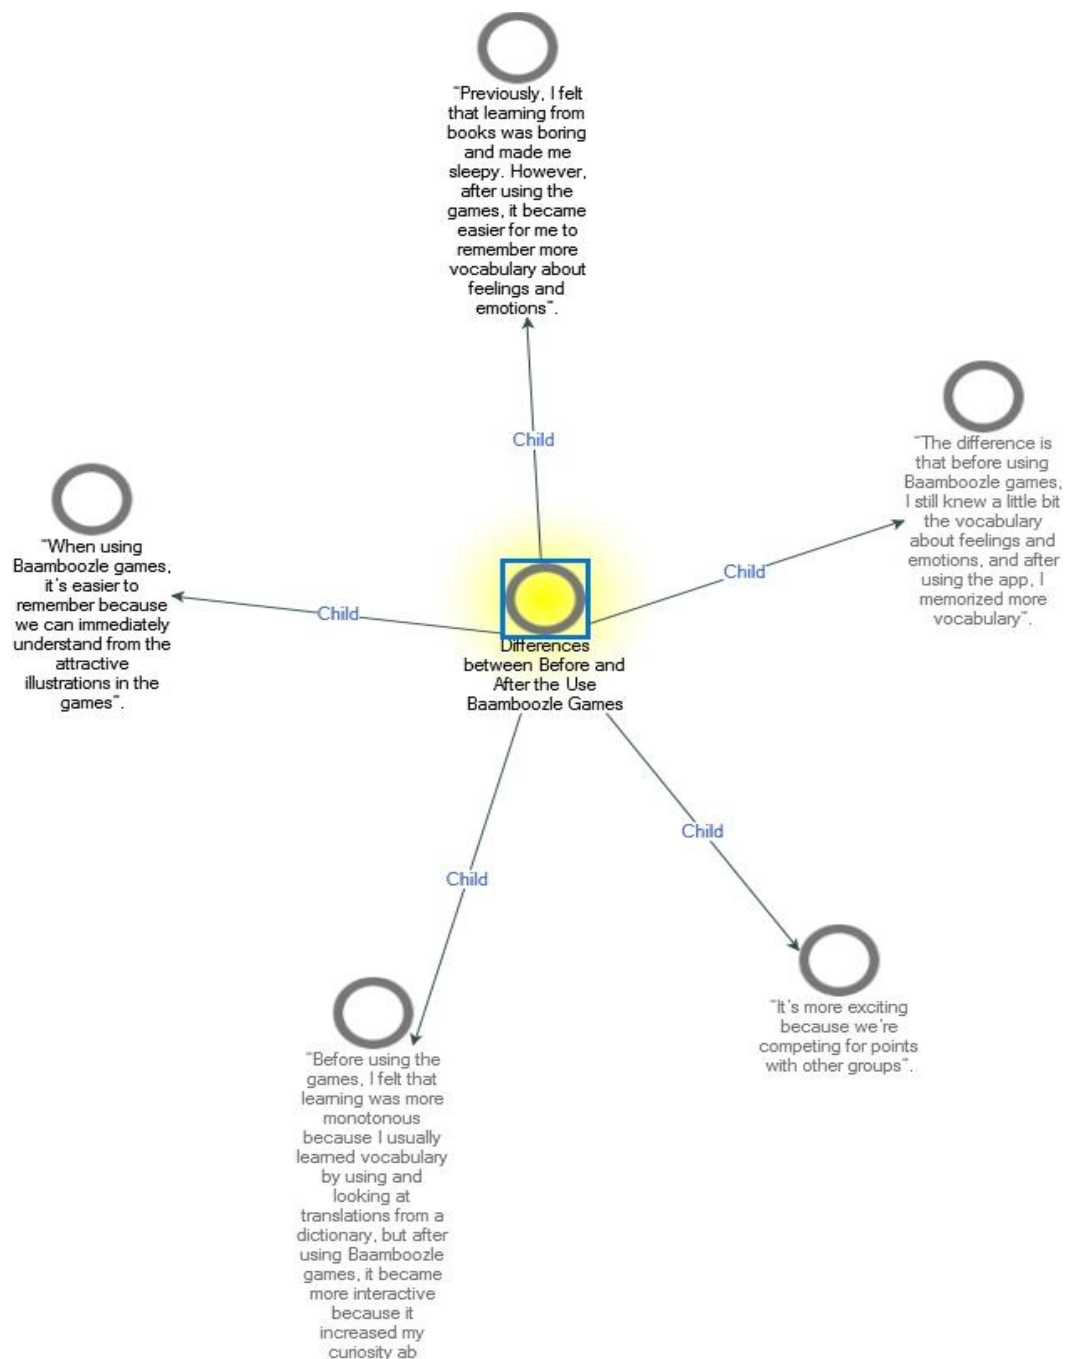 "Previously, I felt
that learning from
books was boring
and made me
sleepy. However,
after using the
games, it became
easier for me to
remember more
vocabulary about
feelings and
emotions".
Child
"The difference is
that before using
Baamboozle games,
I still knew a little bit
the vocabulary
about feelings and
emotions, and after
using the app, I
memorized more
vocabulary".
Child
"When using
Baamboozle games,
it's easier to
remember because
we can immediately
understand from the
attractive
illustrations in the
games".
Child
Differences
between Before and
After the Use
Baamboozle Games
Child
Child
"It's more exciting
because we're
competing for points
with other groups".
"Before using the
games, I felt that
learning was more
monotonous
because I usually
learned vocabulary
by using and
looking at
translations from a
dictionary, but after
using Baamboozle
games, it became
more interactive
because it
increased my
curiosity ab